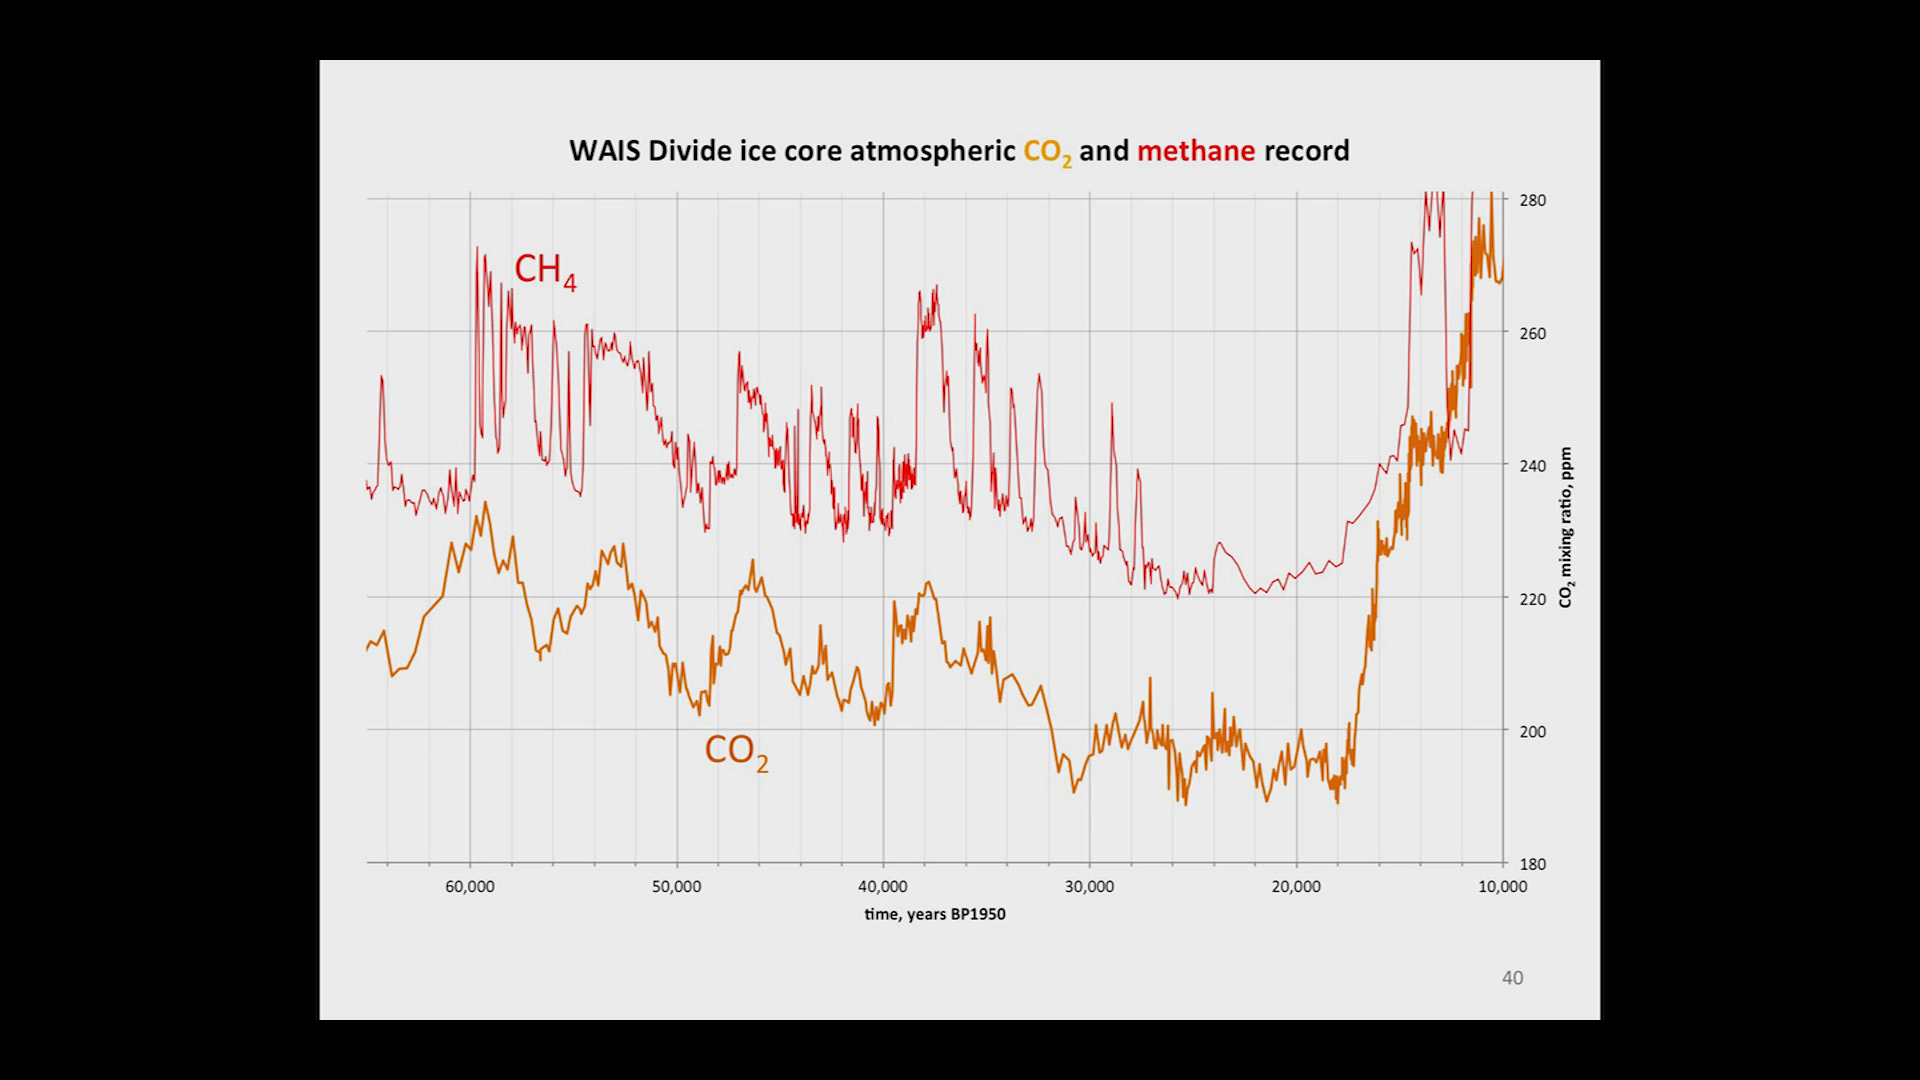 WAIS Divide ice core atmospheric CO₂ and methane record
CH₄
CO₂
280
260
240
220
200
180
CO₂ mixing ratio, ppm
60,000 50,000 40,000 30,000 20,000 10,000
time, years BP1950
40